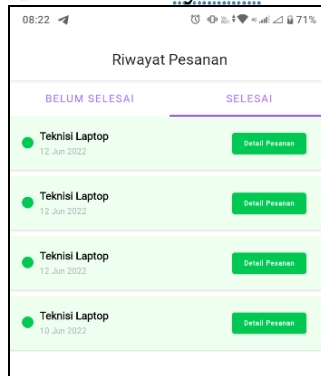 08:22 71%
Riwayat Pesanan
BELUM SELESAI SELESAI
Teknisi Laptop
12 Jun 2022
Detail Pesanan
Teknisi Laptop
12 Jun 2022
Detail Pesanan
Teknisi Laptop
12 Jun 2022
Detail Pesanan
Teknisi Laptop
10 Jun 2022
Detail Pesanan